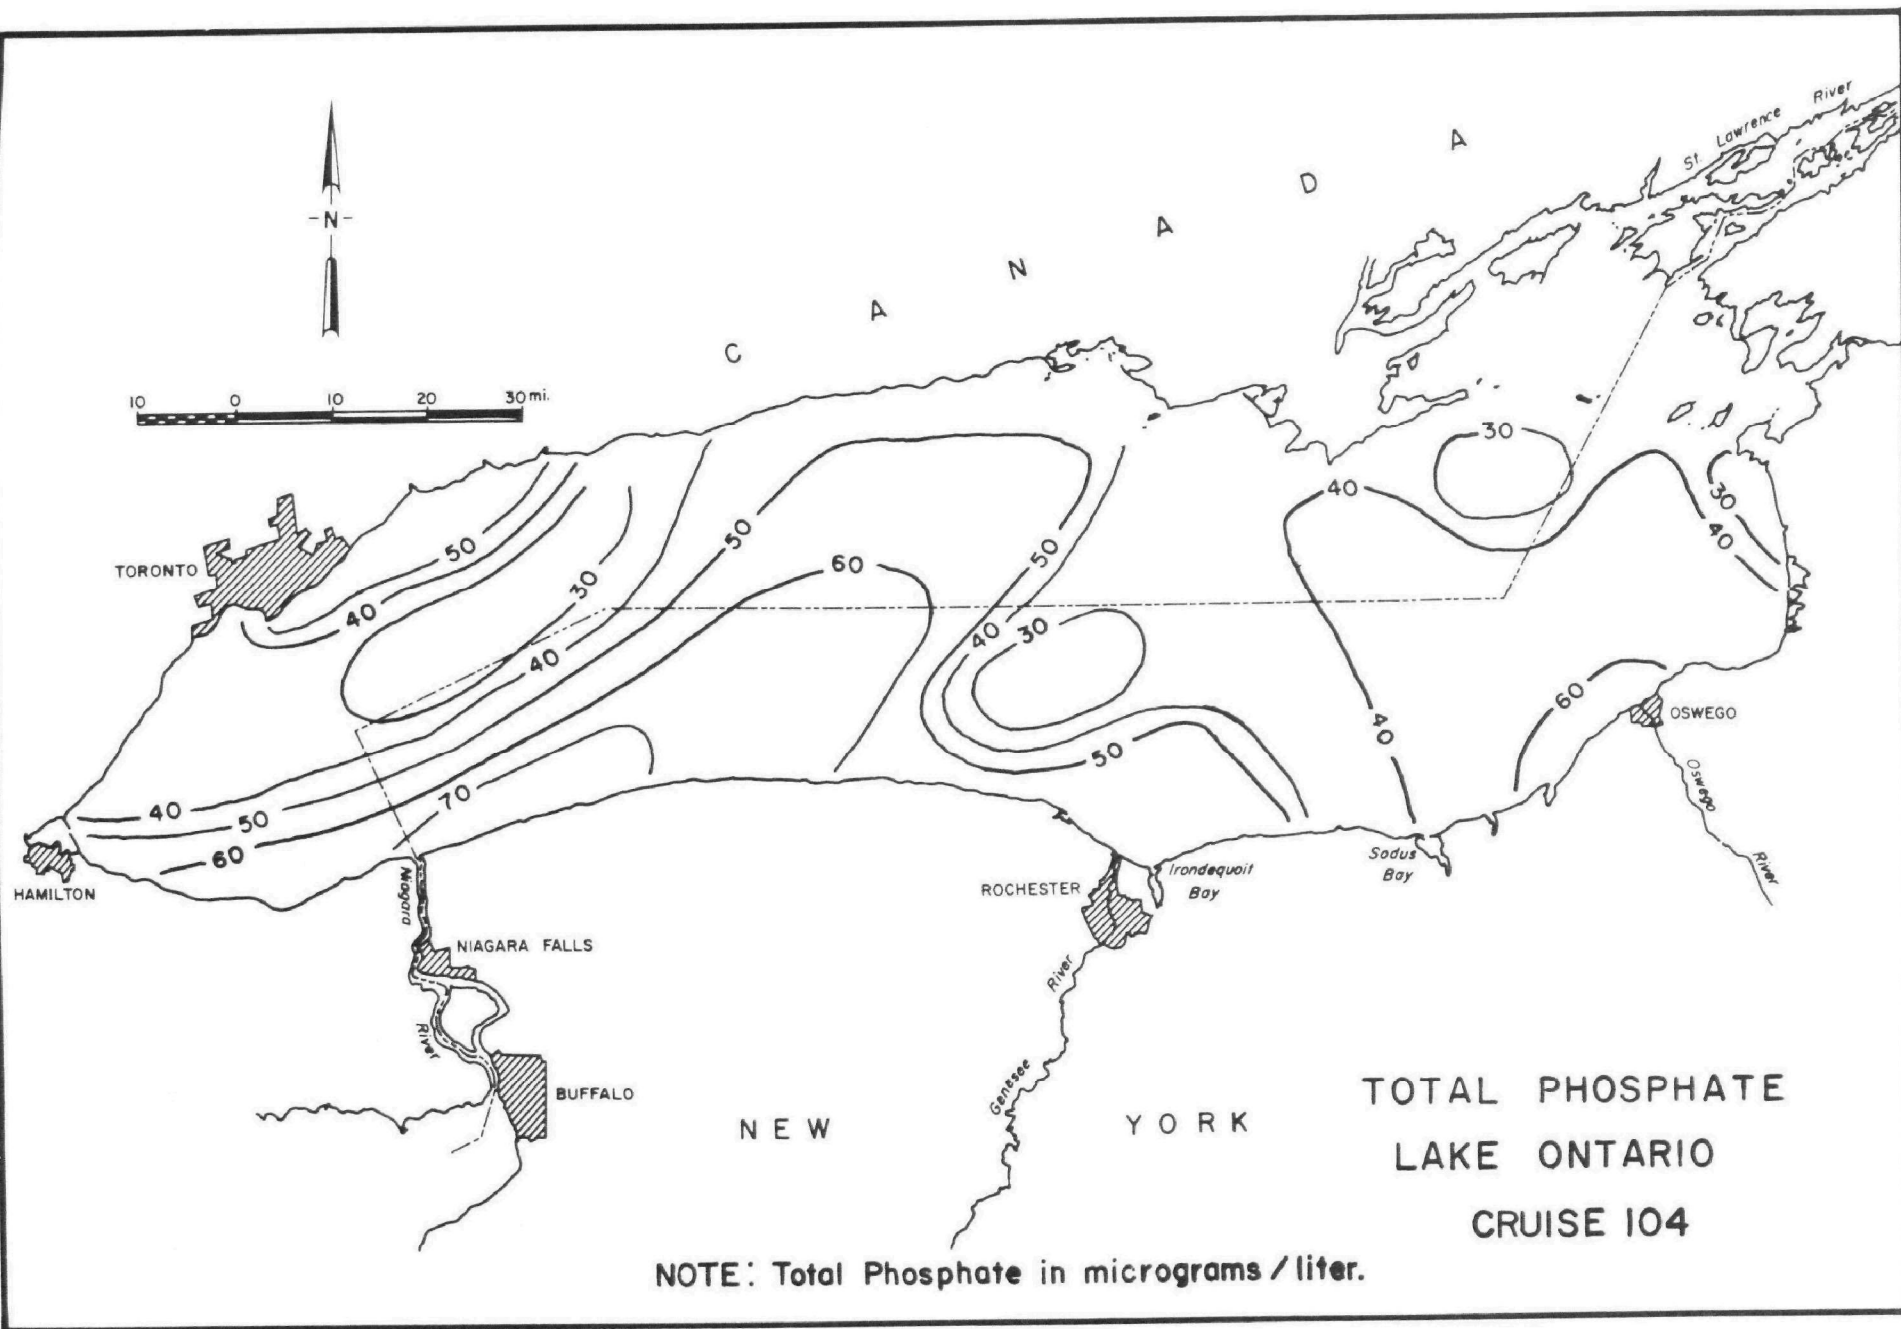 St. Lawrence River
C A N A D A
N
10 0 10 20 30 mi.
30
40
30
40
50
50
TORONTO
40
30
50
60
50
40
30
40
60
40
OSWEGO
50
70
40
50
60
Oswego River
HAMILTON
Niagara River
ROCHESTER
Irondequoit Bay
Sodus Bay
NIAGARA FALLS
BUFFALO
Genesee River
NEW YORK
TOTAL PHOSPHATE
LAKE ONTARIO
CRUISE 104
NOTE: Total Phosphate in micrograms / liter.